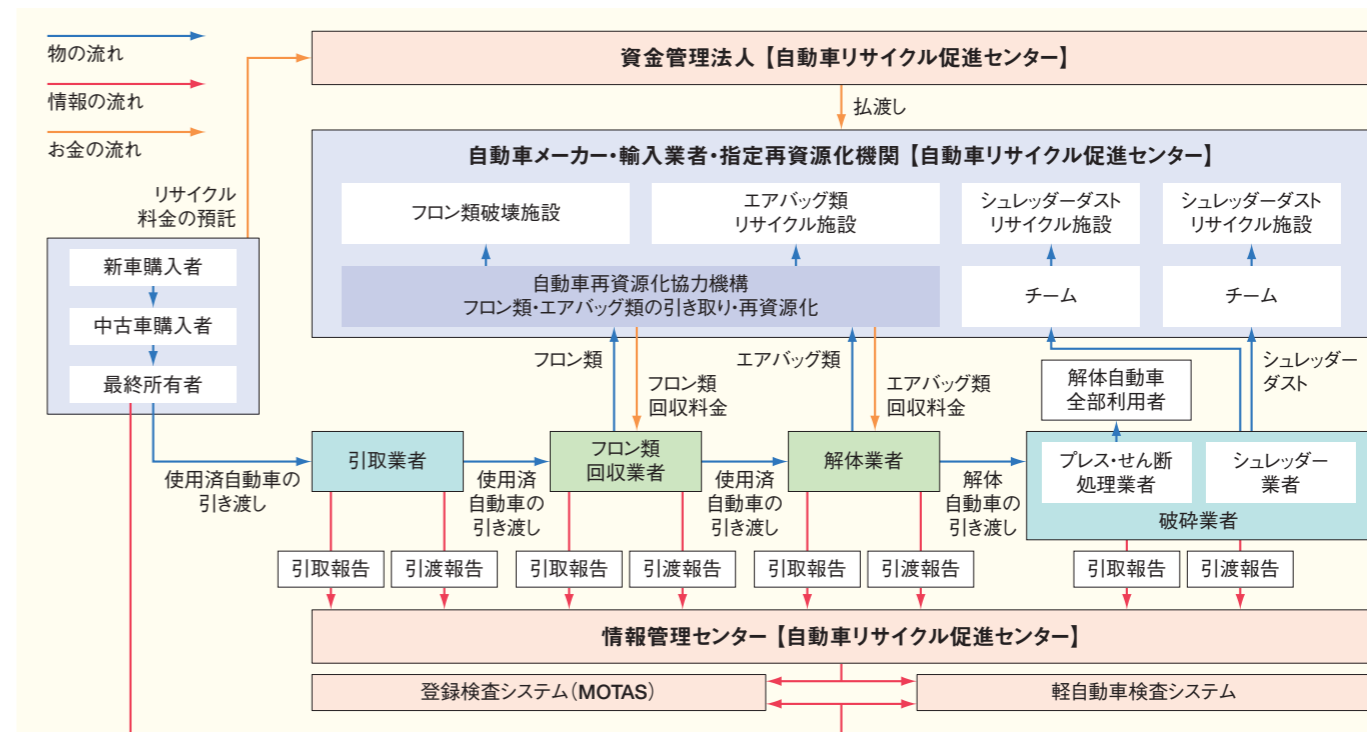 物の流れ
情報の流れ
お金の流れ
資金管理法人【自動車リサイクル促進センター】
払渡し
リサイクル
料金の預託
自動車メーカー・輸入業者・指定再資源化機関【自動車リサイクル促進センター】
フロン類破壊施設
エアバッグ類
リサイクル施設
シュレッダーダスト
リサイクル施設
シュレッダーダスト
リサイクル施設
自動車再資源化協力機構
フロン類・エアバッグ類の引き取り・再資源化
チーム
チーム
新車購入者
中古車購入者
最終所有者
フロン類
フロン類
回収料金
エアバッグ類
エアバッグ類
回収料金
解体自動車
全部利用者
シュレッダー
ダスト
使用済自動車の
引き渡し
引取業者
使用済
自動車の
引き渡し
フロン類
回収業者
使用済
自動車の
引き渡し
解体業者
解体
自動車の
引き渡し
プレス・せん断
処理業者
シュレッダー
業者
破砕業者
引取報告
引渡報告
引取報告
引渡報告
引取報告
引渡報告
引取報告
引渡報告
情報管理センター【自動車リサイクル促進センター】
登録検査システム（MOTAS）
軽自動車検査システム